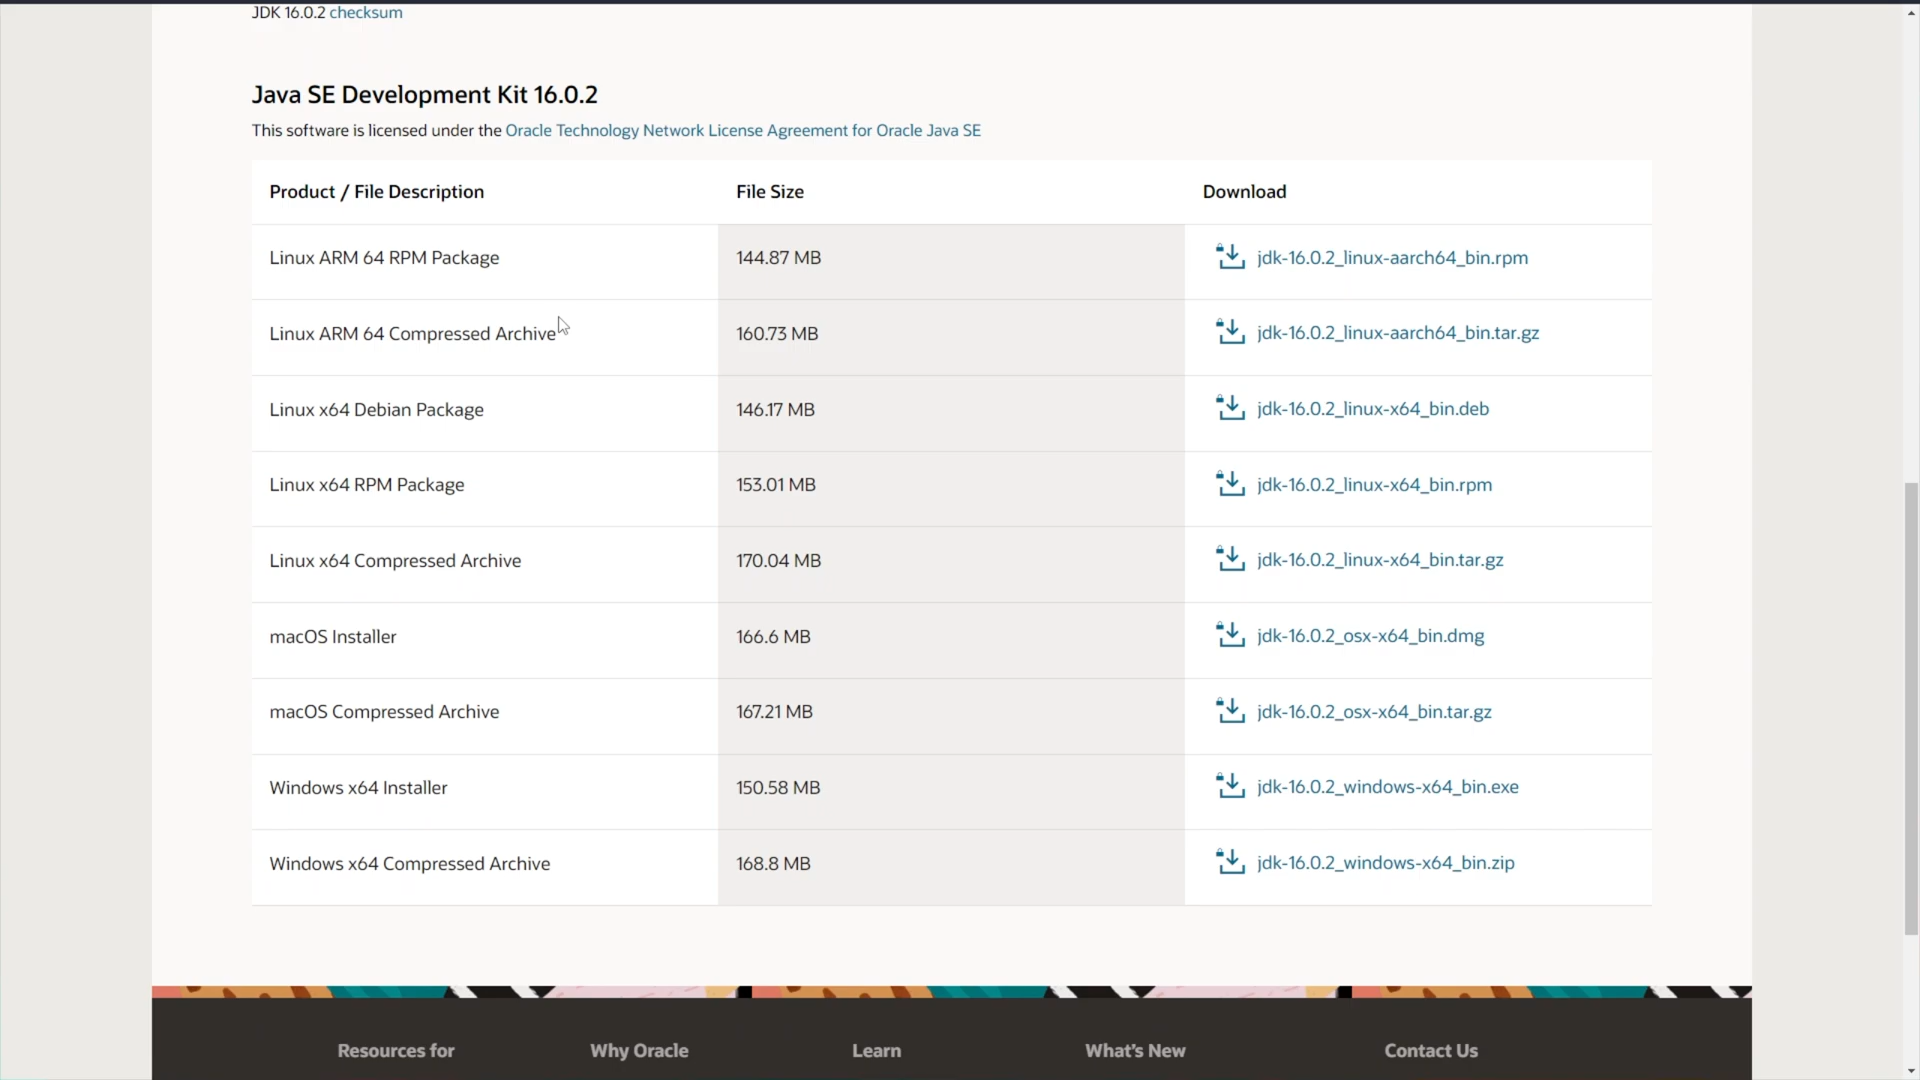 JDK 16.0.2 checksum
Java SE Development Kit 16.0.2
This software is licensed under the Oracle Technology Network License Agreement for Oracle Java SE
Product / File Description File Size Download
Linux ARM 64 RPM Package 144.87 MB jdk-16.0.2_linux-aarch64_bin.rpm
Linux ARM 64 Compressed Archive 160.73 MB jdk-16.0.2_linux-aarch64_bin.tar.gz
Linux x64 Debian Package 146.17 MB jdk-16.0.2_linux-x64_bin.deb
Linux x64 RPM Package 153.01 MB jdk-16.0.2_linux-x64_bin.rpm
Linux x64 Compressed Archive 170.04 MB jdk-16.0.2_linux-x64_bin.tar.gz
macOS Installer 166.6 MB jdk-16.0.2_osx-x64_bin.dmg
macOS Compressed Archive 167.21 MB jdk-16.0.2_osx-x64_bin.tar.gz
Windows x64 Installer 150.58 MB jdk-16.0.2_windows-x64_bin.exe
Windows x64 Compressed Archive 168.8 MB jdk-16.0.2_windows-x64_bin.zip
Resources for Why Oracle Learn What's New Contact Us